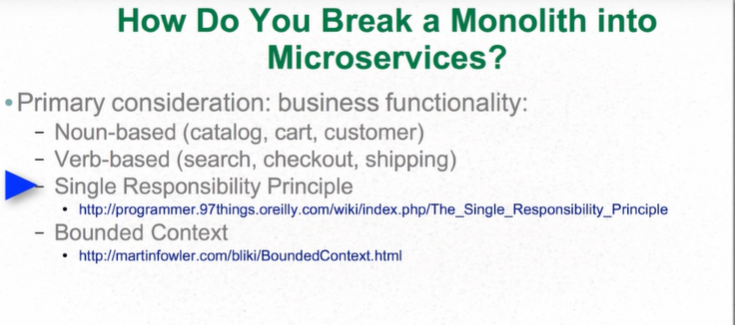 How Do You Break a Monolith into
Microservices?
•Primary consideration: business functionality:
– Noun-based (catalog, cart, customer)
– Verb-based (search, checkout, shipping)
– Single Responsibility Principle
• http://programmer.97things.oreilly.com/wiki/index.php/The_Single_Responsibility_Principle
– Bounded Context
• http://martinfowler.com/bliki/BoundedContext.html